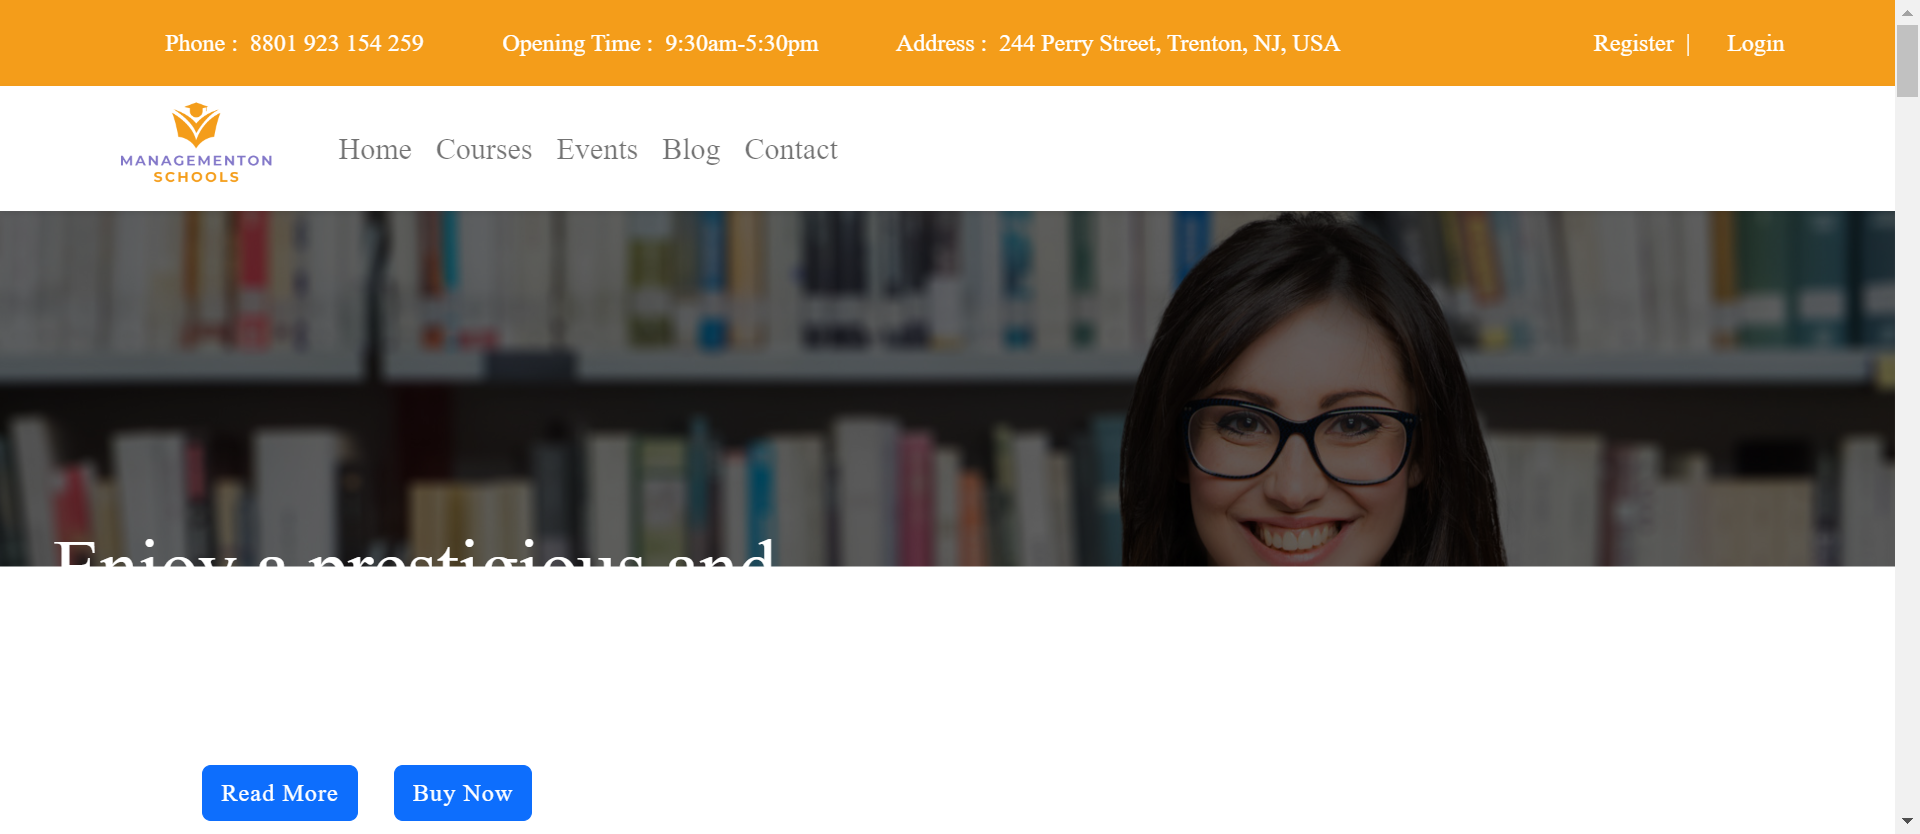 Phone : 8801 923 154 259 Opening Time : 9:30am-5:30pm Address : 244 Perry Street, Trenton, NJ, USA Register | Login
MANAGEMENTON
SCHOOLS
Home Courses Events Blog Contact
Enjoy a prestigious and
Read More Buy Now